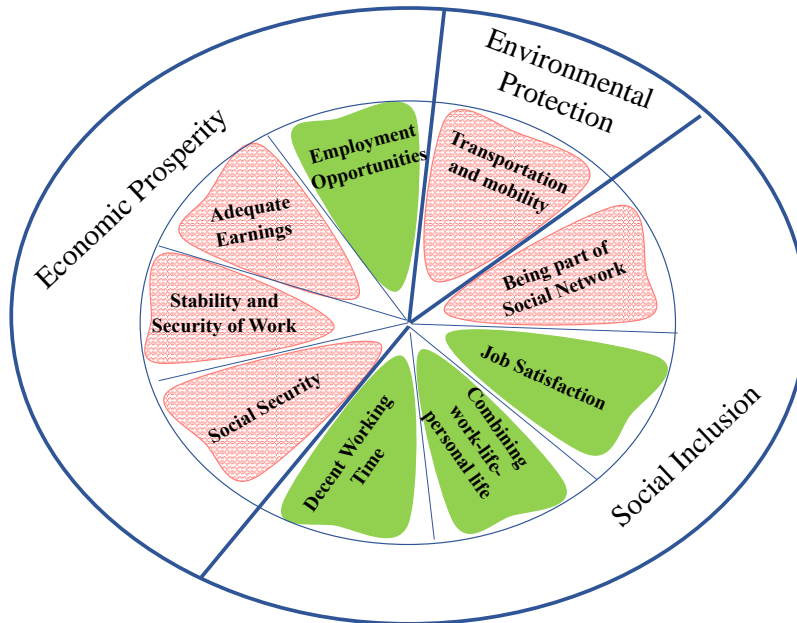 Economic Prosperity
Environmental
Protection
Social Inclusion
Employment
Opportunities
Transportation
and mobility
Being part of
Social Network
Job Satisfaction
Combining
work-life-
personal life
Decent Working
Time
Social Security
Stability and
Security of Work
Adequate
Earnings